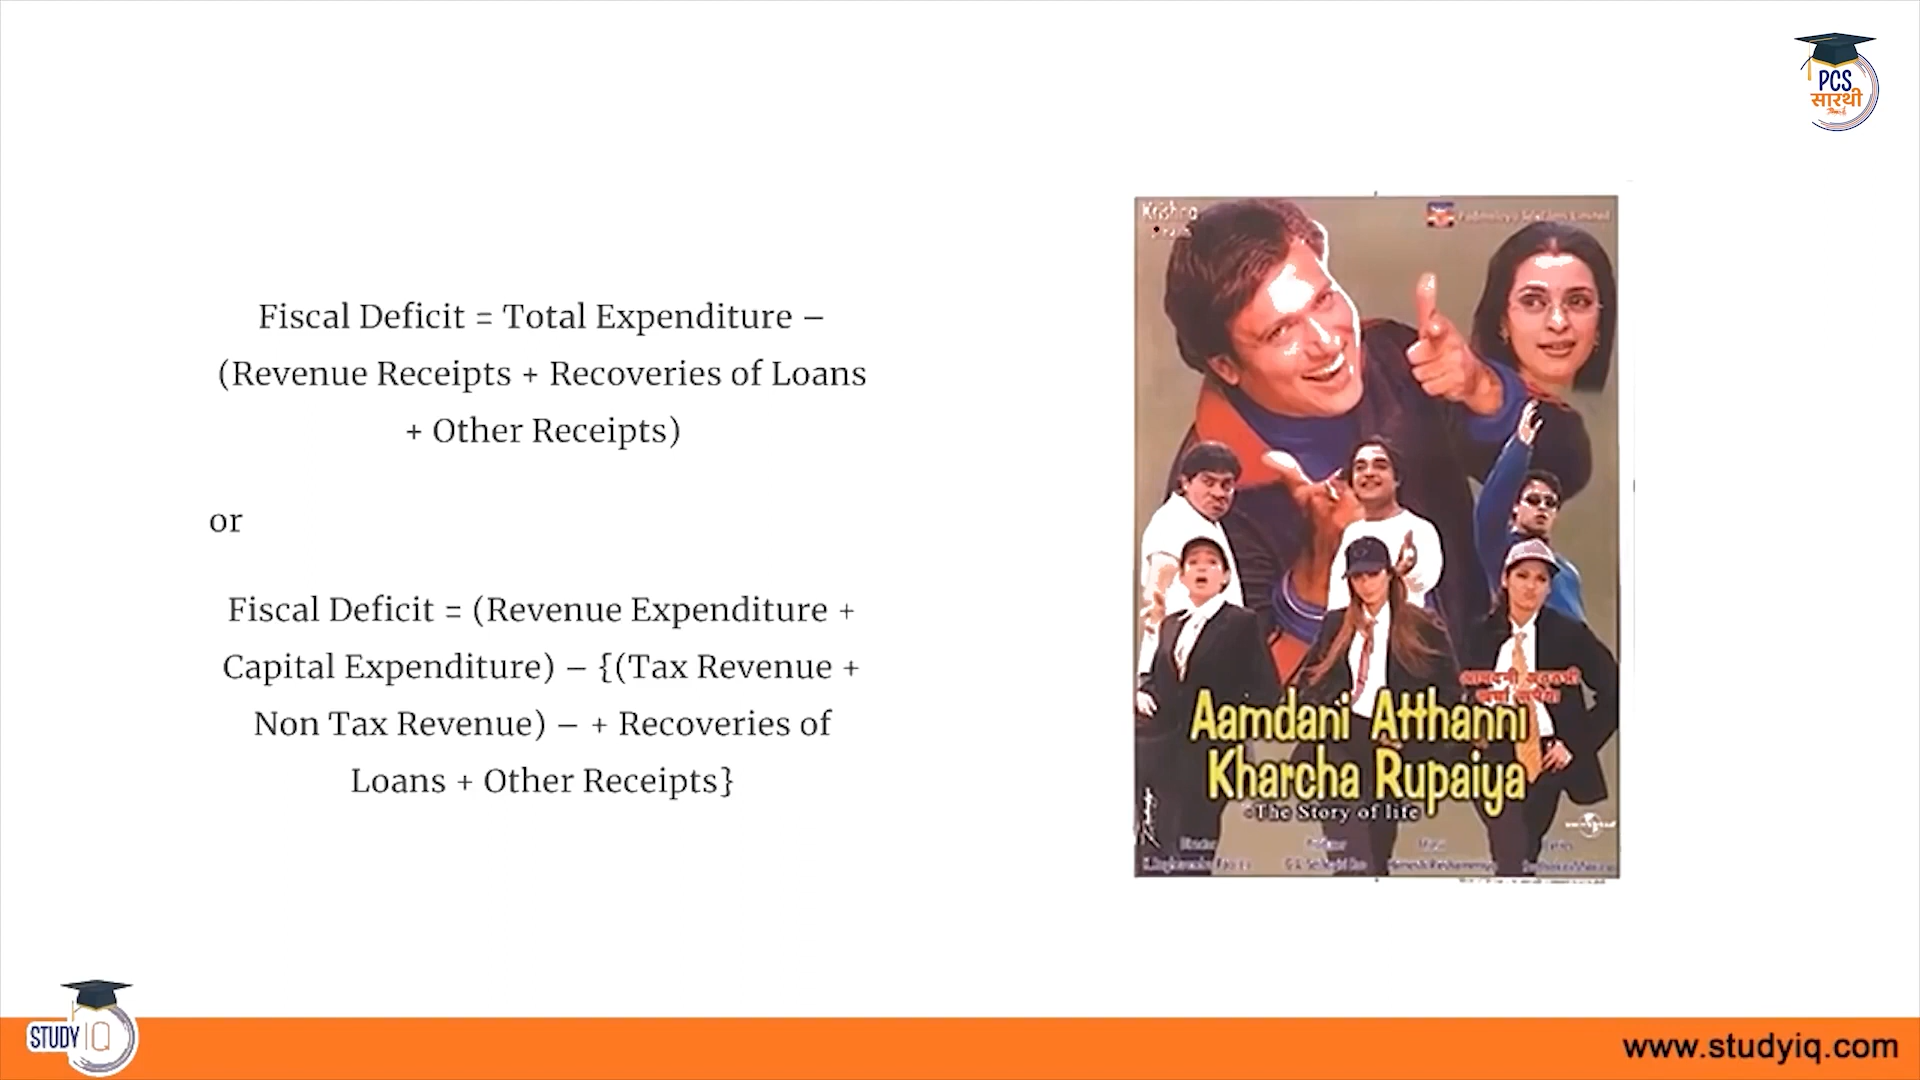 PCS
सारथी
Fiscal Deficit = Total Expenditure –
(Revenue Receipts + Recoveries of Loans
+ Other Receipts)
or
Fiscal Deficit = (Revenue Expenditure +
Capital Expenditure) – {(Tax Revenue +
Non Tax Revenue) – + Recoveries of
Loans + Other Receipts}
Krishna
Aamdani Atthanni
Kharcha Rupaiya
The Story of life
Director
STUDY IQ
www.studyiq.com